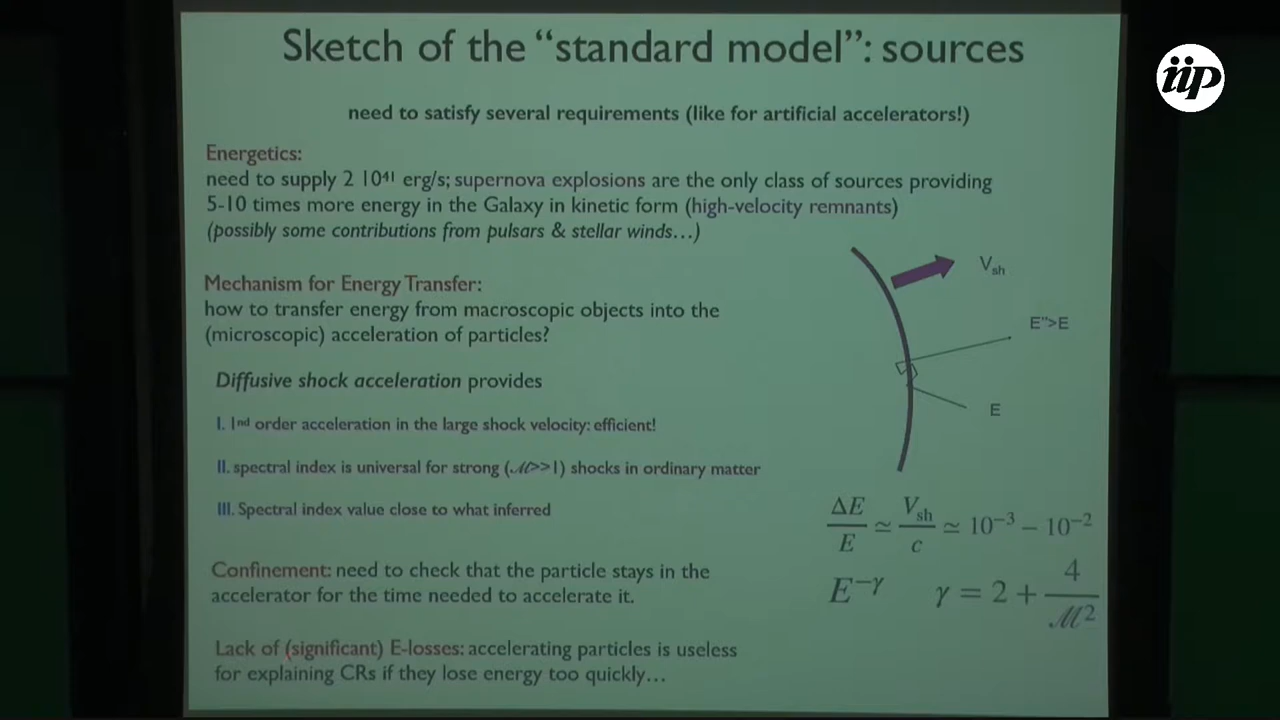 Sketch of the “standard model”: sources
iip
need to satisfy several requirements (like for artificial accelerators!)
Energetics:
need to supply 2 10⁴¹ erg/s; supernova explosions are the only class of sources providing
5-10 times more energy in the Galaxy in kinetic form (high-velocity remnants)
(possibly some contributions from pulsars & stellar winds…)
Mechanism for Energy Transfer:
how to transfer energy from macroscopic objects into the
(microscopic) acceleration of particles?
Diffusive shock acceleration provides
I. 1ⁿᵈ order acceleration in the large shock velocity: efficient!
II. spectral index is universal for strong (ℳ>>1) shocks in ordinary matter
III. Spectral index value close to what inferred
Confinement: need to check that the particle stays in the
accelerator for the time needed to accelerate it.
Lack of (significant) E-losses: accelerating particles is useless
for explaining CRs if they lose energy too quickly…
V_sh
E">E
E
ΔE/E ≃ V_sh/c ≃ 10⁻³ − 10⁻²
E^−γ γ = 2 + 4/ℳ²